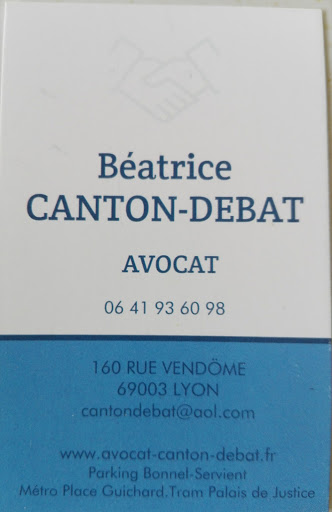 Béatrice
CANTON-DEBAT
AVOCAT
06 41 93 60 98
160 RUE VENDÔME
69003 LYON
cantondebat@aol.com
www.avocat-canton-debat.fr
Parking Bonnel-Servient
Métro Place Guichard.Tram Palais de Justice